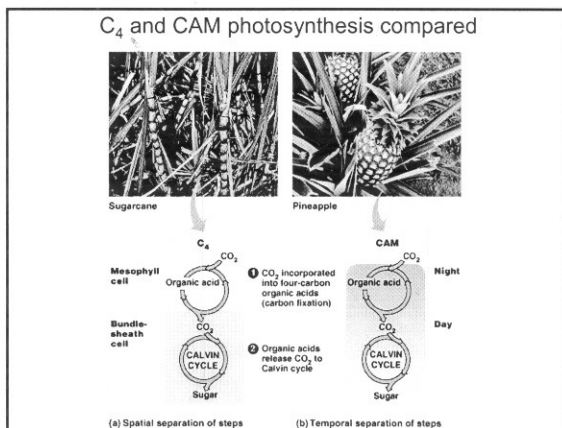 C₄ and CAM photosynthesis compared
Sugarcane
Pineapple
C₄
CO₂
Mesophyll
cell
Organic acid
Bundle-
sheath
cell
CO₂
CALVIN
CYCLE
Sugar
1 CO₂ incorporated
into four-carbon
organic acids
(carbon fixation)
2 Organic acids
release CO₂ to
Calvin cycle
CAM
CO₂
Night
Organic acid
CO₂
Day
CALVIN
CYCLE
Sugar
(a) Spatial separation of steps
(b) Temporal separation of steps